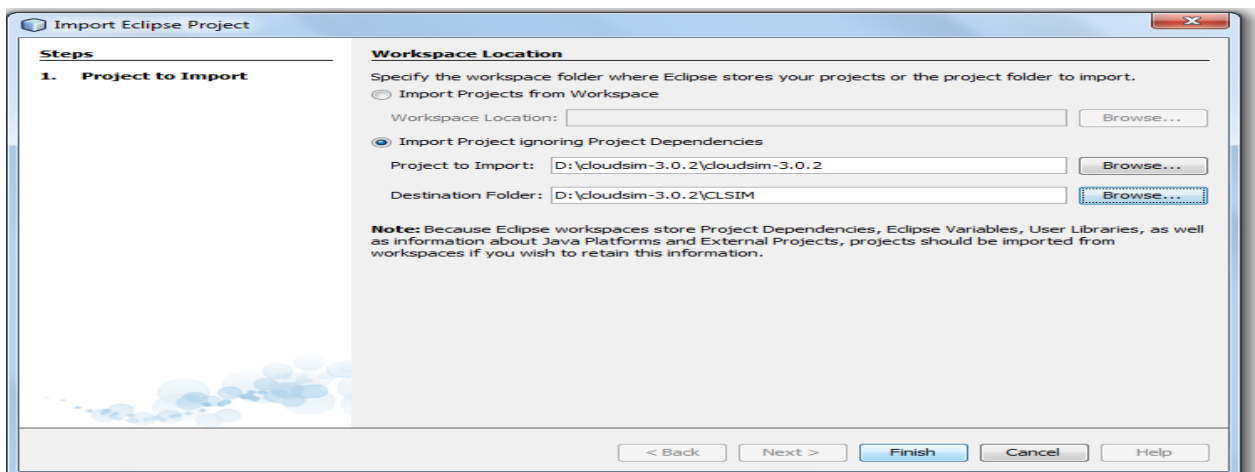 Import Eclipse Project
Steps
1. Project to Import
Workspace Location
Specify the workspace folder where Eclipse stores your projects or the project folder to import.
Import Projects from Workspace
Workspace Location:
Browse...
Import Project ignoring Project Dependencies
Project to Import: D:\cloudsim-3.0.2\cloudsim-3.0.2
Browse...
Destination Folder: D:\cloudsim-3.0.2\CLSIM
Browse...
Note: Because Eclipse workspaces store Project Dependencies, Eclipse Variables, User Libraries, as well
as information about Java Platforms and External Projects, projects should be imported from
workspaces if you wish to retain this information.
< Back
Next >
Finish
Cancel
Help